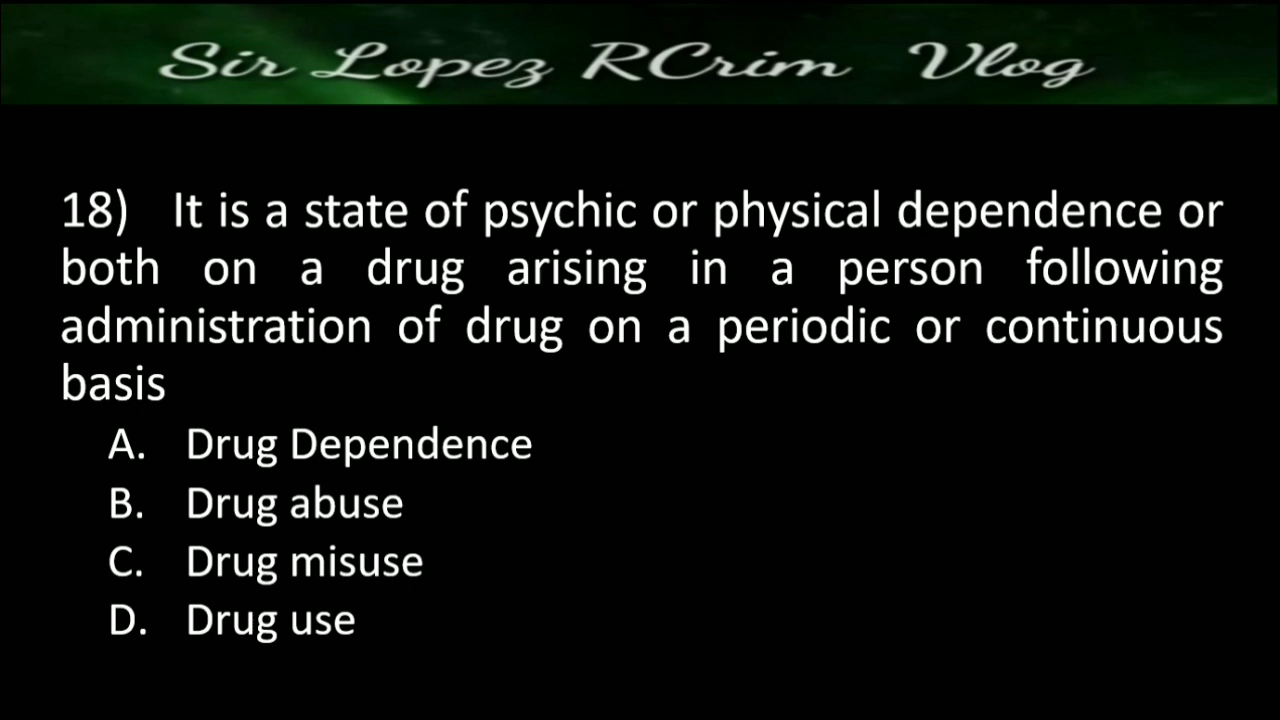 Sir Lopez RCrim Vlog
18) It is a state of psychic or physical dependence or
both on a drug arising in a person following
administration of drug on a periodic or continuous
basis
A. Drug Dependence
B. Drug abuse
C. Drug misuse
D. Drug use